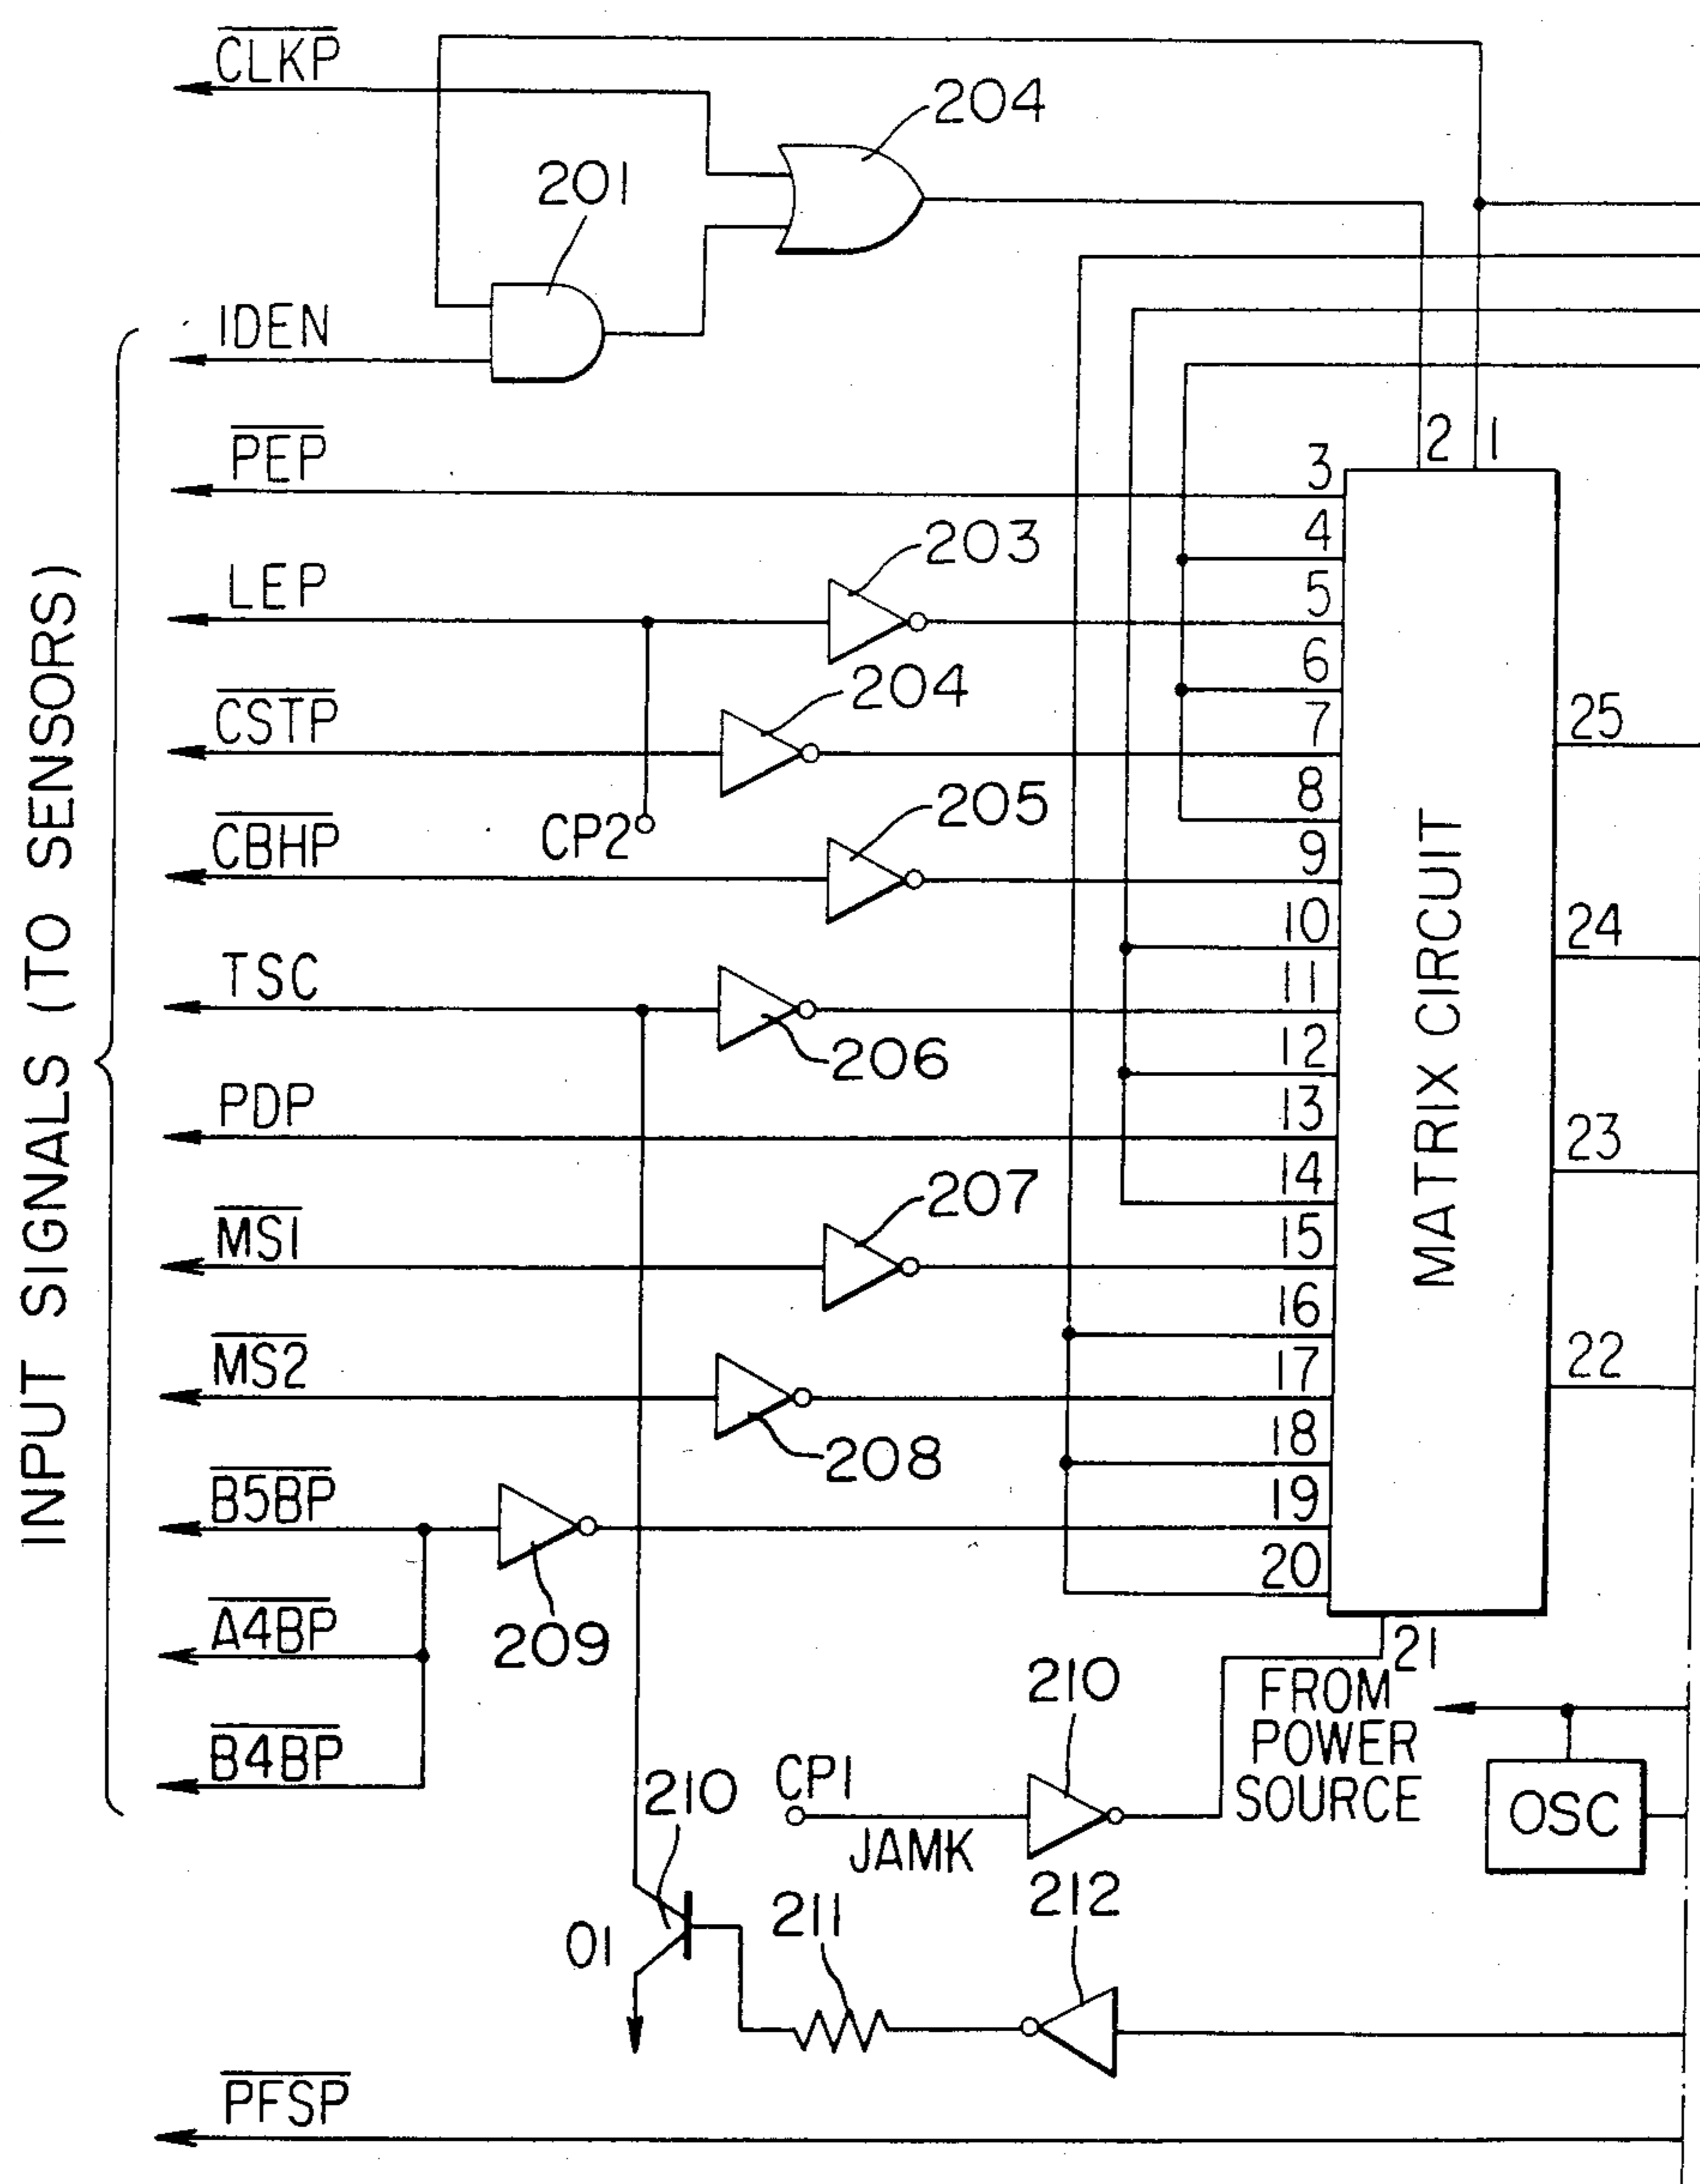 CLKP
204
201
IDEN
2 1
PEP
3
4
203
LEP
5
6
204
CSTP
7
25
8
205
CP2
CBHP
9
10
24
TSC
11
206
12
PDP
13
23
14
207
MS1
15
16
MS2
17
22
18
208
B5BP
19
20
209
A4BP
21
210
FROM
POWER
SOURCE
B4BP
CP1
210
JAMK
OSC
211
212
01
PFSP
INPUT SIGNALS (TO SENSORS)
MATRIX CIRCUIT